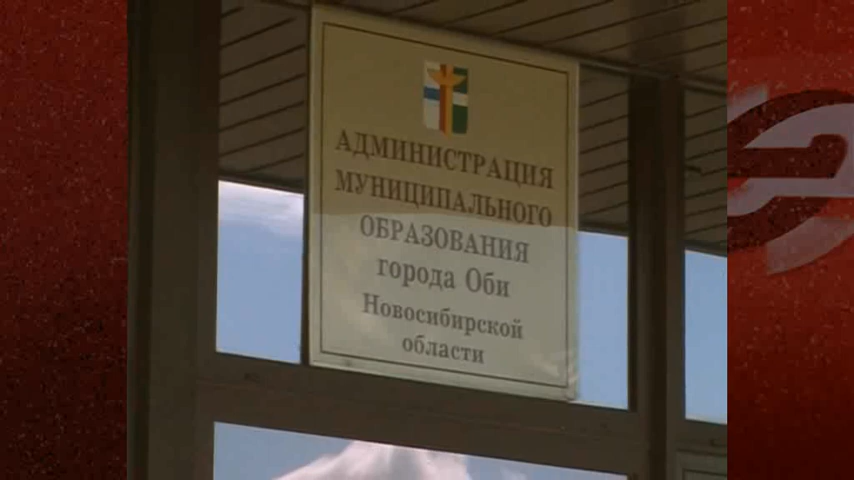 АДМИНИСТРАЦИЯ
МУНИЦИПАЛЬНОГО
ОБРАЗОВАНИЯ
города Оби
Новосибирской
области